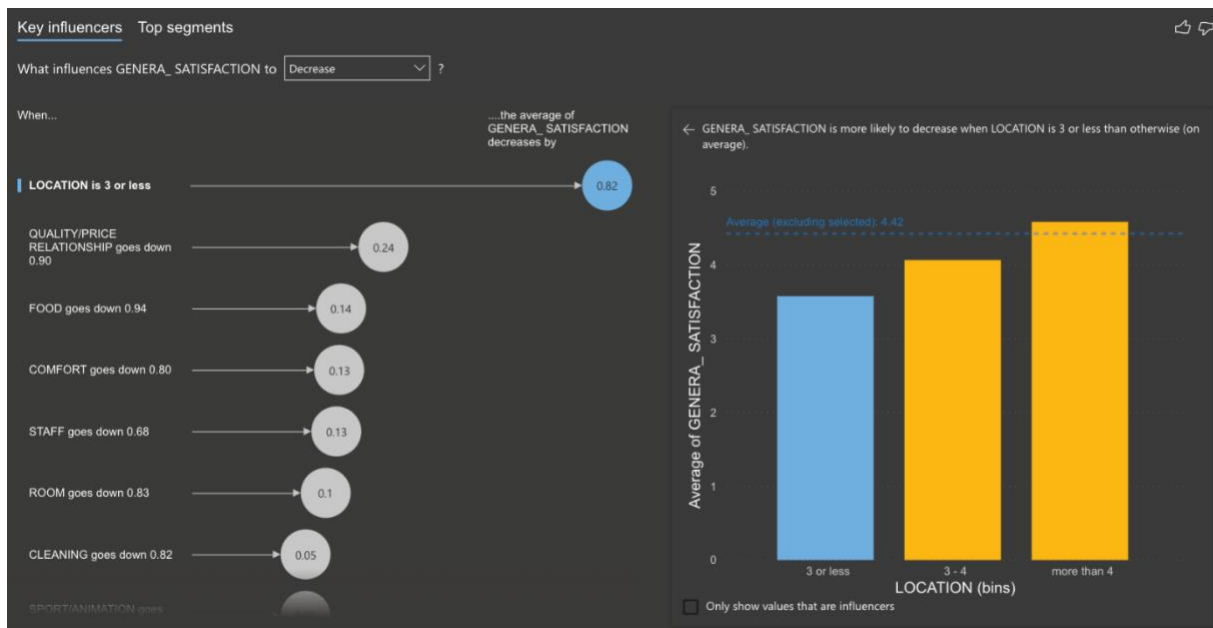 Key influencers Top segments
What influences GENERA_ SATISFACTION to Decrease ?
When...
....the average of
GENERA_ SATISFACTION
decreases by
LOCATION is 3 or less
0.82
QUALITY/PRICE
RELATIONSHIP goes down
0.90
0.24
FOOD goes down 0.94
0.14
COMFORT goes down 0.80
0.13
STAFF goes down 0.68
0.13
ROOM goes down 0.83
0.1
CLEANING goes down 0.82
0.05
SPORT/ANIMATION goes
← GENERA_ SATISFACTION is more likely to decrease when LOCATION is 3 or less than otherwise (on
average).
Average of GENERA_ SATISFACTION
5
4
3
2
1
0
Average (excluding selected): 4.42
3 or less
3 - 4
more than 4
LOCATION (bins)
Only show values that are influencers